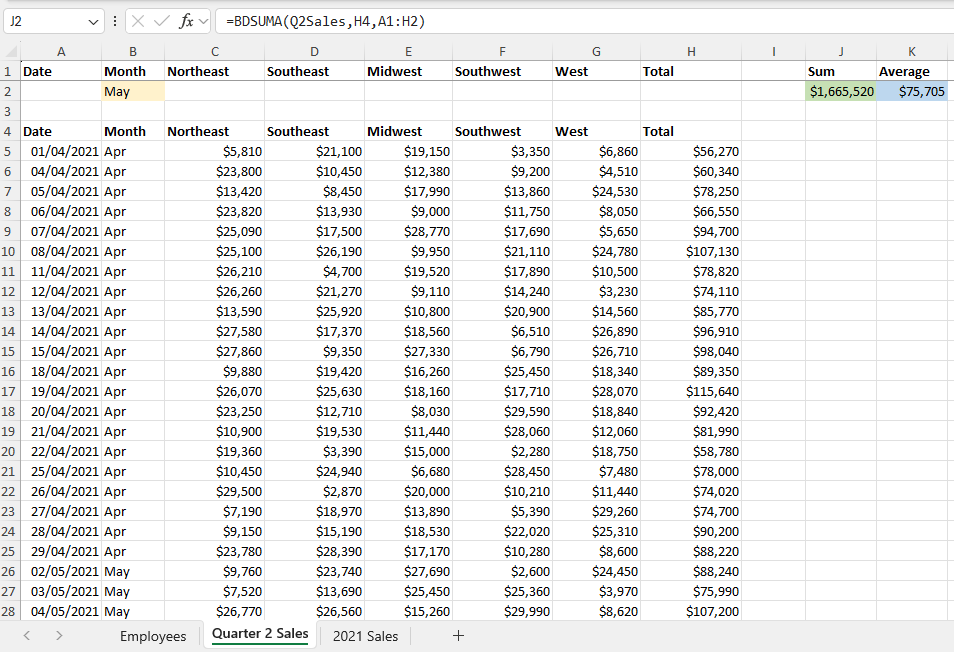 J2 fx =BDSUMA(Q2Sales,H4,A1:H2)
A B C D E F G H I J K
1 Date Month Northeast Southeast Midwest Southwest West Total Sum Average
2 May $1,665,520 $75,705
3
4 Date Month Northeast Southeast Midwest Southwest West Total
5 01/04/2021 Apr $5,810 $21,100 $19,150 $3,350 $6,860 $56,270
6 04/04/2021 Apr $23,800 $10,450 $12,380 $9,200 $4,510 $60,340
7 05/04/2021 Apr $13,420 $8,450 $17,990 $13,860 $24,530 $78,250
8 06/04/2021 Apr $23,820 $13,930 $9,000 $11,750 $8,050 $66,550
9 07/04/2021 Apr $25,090 $17,500 $28,770 $17,690 $5,650 $94,700
10 08/04/2021 Apr $25,100 $26,190 $9,950 $21,110 $24,780 $107,130
11 11/04/2021 Apr $26,210 $4,700 $19,520 $17,890 $10,500 $78,820
12 12/04/2021 Apr $26,260 $21,270 $9,110 $14,240 $3,230 $74,110
13 13/04/2021 Apr $13,590 $25,920 $10,800 $20,900 $14,560 $85,770
14 14/04/2021 Apr $27,580 $17,370 $18,560 $6,510 $26,890 $96,910
15 15/04/2021 Apr $27,860 $9,350 $27,330 $6,790 $26,710 $98,040
16 18/04/2021 Apr $9,880 $19,420 $16,260 $25,450 $18,340 $89,350
17 19/04/2021 Apr $26,070 $25,630 $18,160 $17,710 $28,070 $115,640
18 20/04/2021 Apr $23,250 $12,710 $8,030 $29,590 $18,840 $92,420
19 21/04/2021 Apr $10,900 $19,530 $11,440 $28,060 $12,060 $81,990
20 22/04/2021 Apr $19,360 $3,390 $15,000 $2,280 $18,750 $58,780
21 25/04/2021 Apr $10,450 $24,940 $6,680 $28,450 $7,480 $78,000
22 26/04/2021 Apr $29,500 $2,870 $20,000 $10,210 $11,440 $74,020
23 27/04/2021 Apr $7,190 $18,970 $13,890 $5,390 $29,260 $74,700
24 28/04/2021 Apr $9,150 $15,190 $18,530 $22,020 $25,310 $90,200
25 29/04/2021 Apr $23,780 $28,390 $17,170 $10,280 $8,600 $88,220
26 02/05/2021 May $9,760 $23,740 $27,690 $2,600 $24,450 $88,240
27 03/05/2021 May $7,520 $13,690 $25,450 $25,360 $3,970 $75,990
28 04/05/2021 May $26,770 $26,560 $15,260 $29,990 $8,620 $107,200
Employees Quarter 2 Sales 2021 Sales +